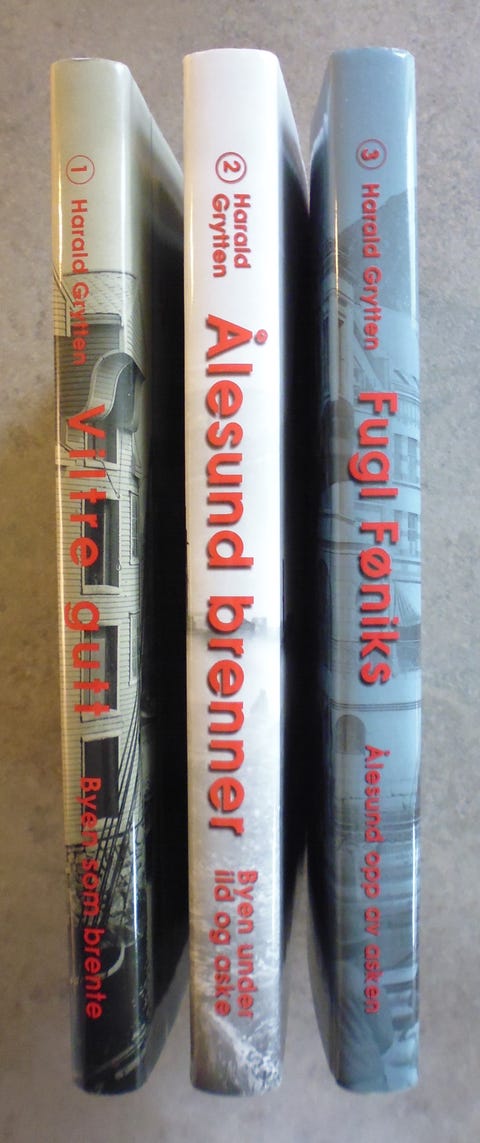 1 Harald Grytten
Viltre gutt
Byen som brente
2 Harald
Grytten
Ålesund brenner
Byen under
ild og aske
3 Harald Grytten
Fugl Føniks
Ålesund opp av asken